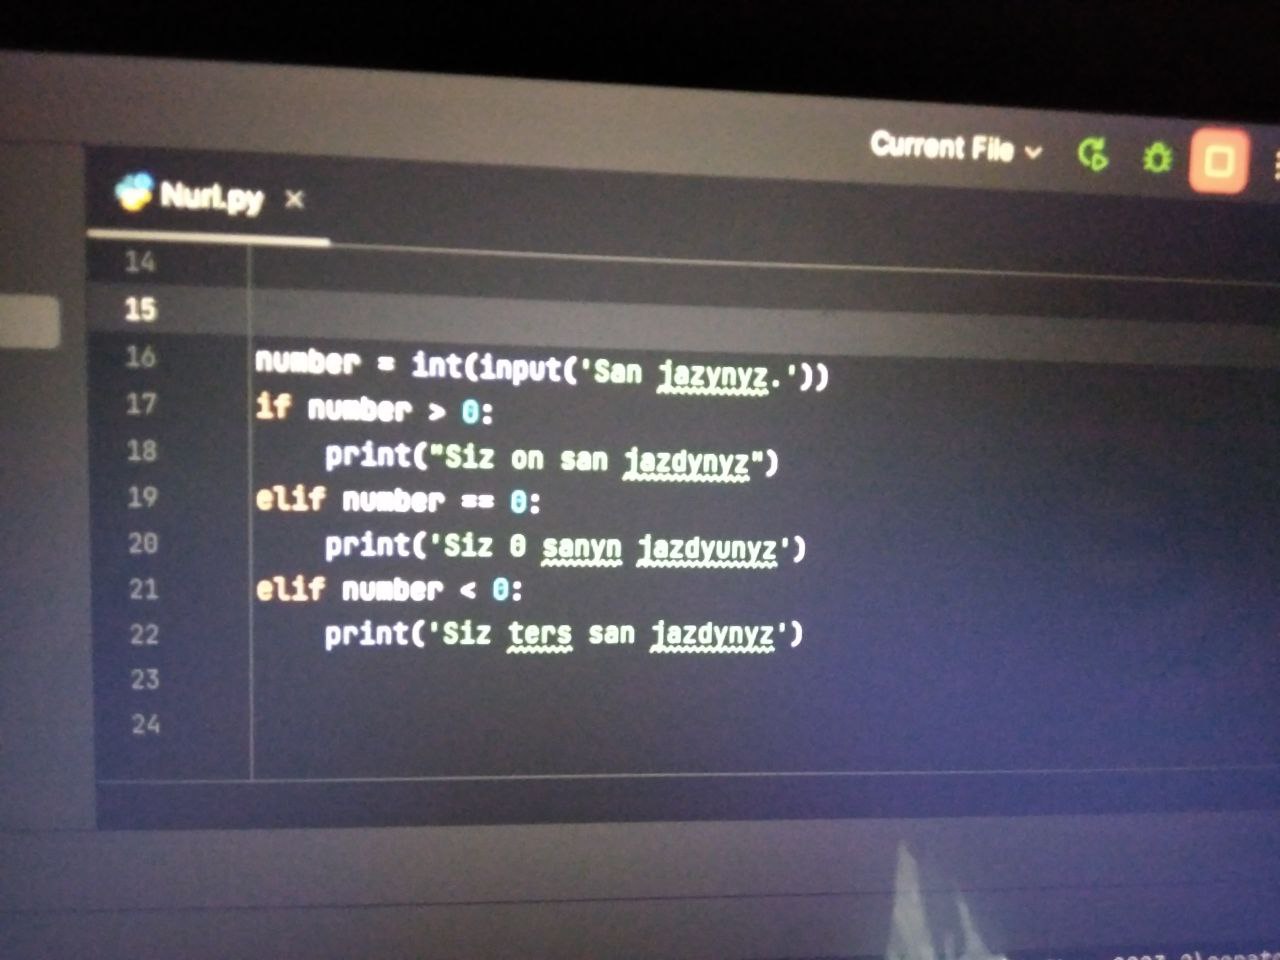 Current File
Nuri.py ×
14
15
16 number = int(input('San jazynyz.'))
17 if number > 0:
18 print("Siz on san jazdynyz")
19 elif number == 0:
20 print('Siz 0 sanyn jazdyunyz')
21 elif number < 0:
22 print('Siz ters san jazdynyz')
23
24